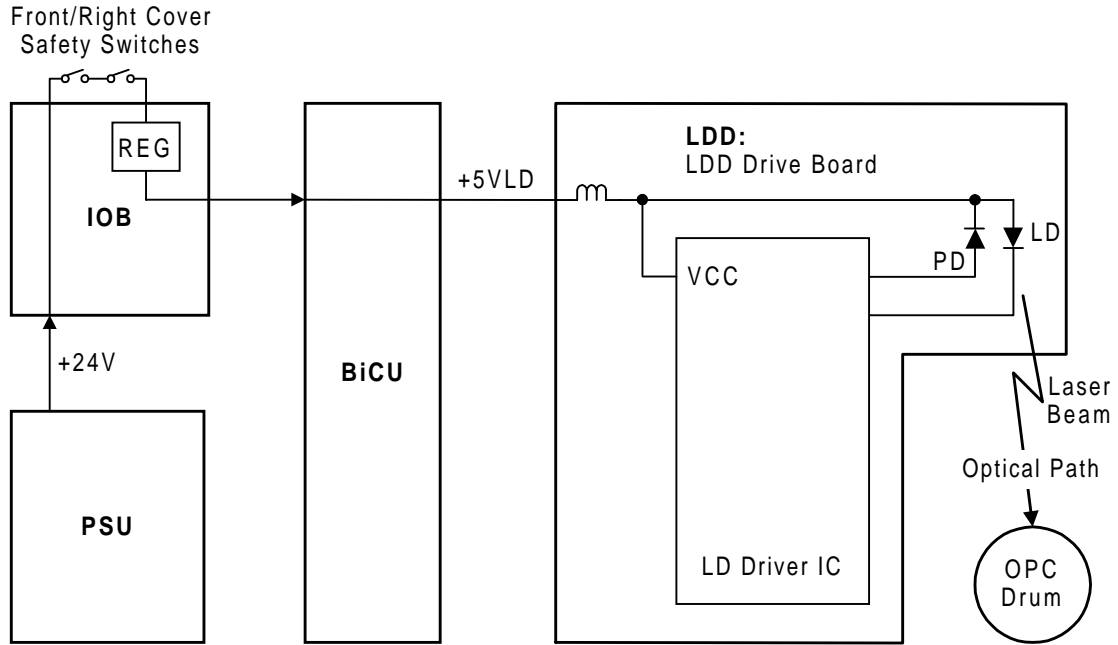 Front/Right Cover
Safety Switches
REG
IOB
+24V
PSU
BiCU
+5VLD
LDD:
LDD Drive Board
VCC
PD
LD
LD Driver IC
Laser
Beam
Optical Path
OPC
Drum